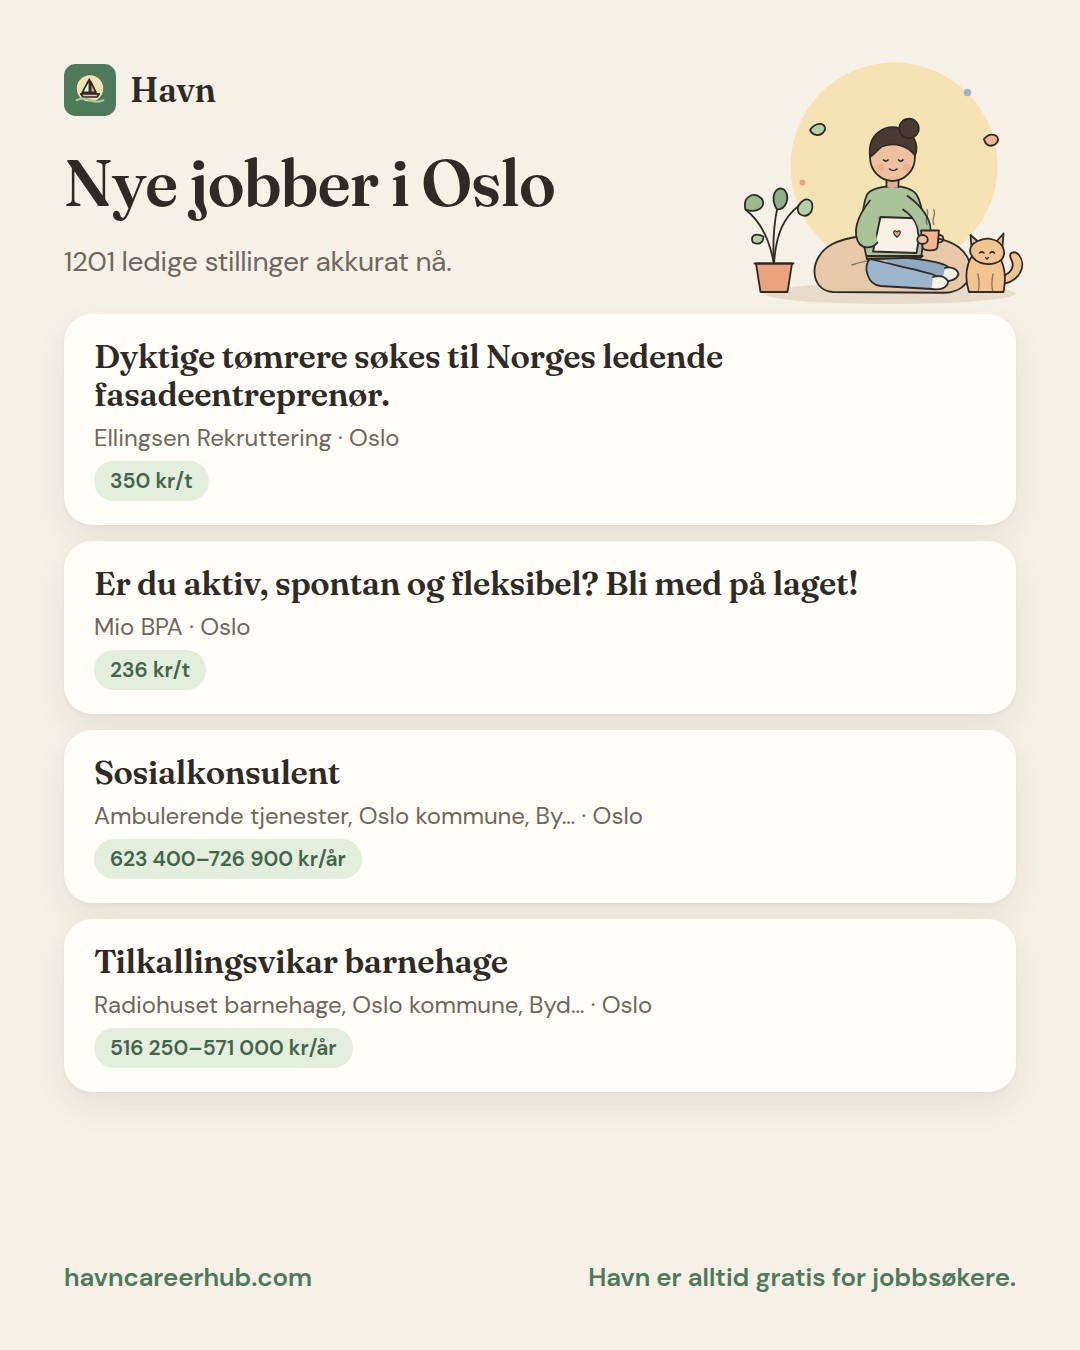 Havn
Nye jobber i Oslo
1201 ledige stillinger akkurat nå.
Dyktige tømrere søkes til Norges ledende
fasadeentreprenør.
Ellingsen Rekruttering · Oslo
350 kr/t
Er du aktiv, spontan og fleksibel? Bli med på laget!
Mio BPA · Oslo
236 kr/t
Sosialkonsulent
Ambulerende tjenester, Oslo kommune, By... · Oslo
623 400–726 900 kr/år
Tilkallingsvikar barnehage
Radiohuset barnehage, Oslo kommune, Byd... · Oslo
516 250–571 000 kr/år
havncareerhub.com
Havn er alltid gratis for jobbsøkere.